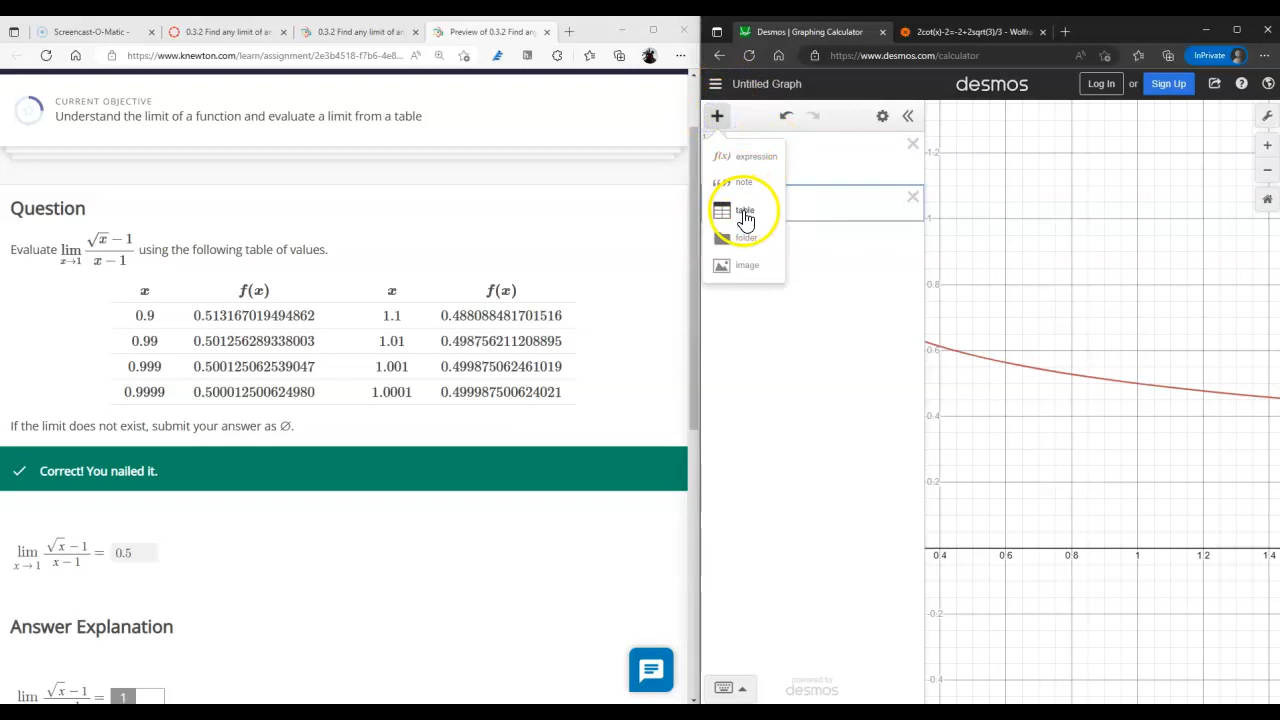 Screencast-O-Matic -
0.3.2 Find any limit of an
0.3.2 Find any limit of an
Preview of 0.3.2 Find any
https://www.knewton.com/learn/assignment/2e3b4518-f7b6-4e8...
CURRENT OBJECTIVE
Understand the limit of a function and evaluate a limit from a table
Question
Evaluate lim x→1 (√x − 1)/(x − 1) using the following table of values.
x f(x) x f(x)
0.9 0.513167019494862 1.1 0.488088481701516
0.99 0.501256289338003 1.01 0.498756211208895
0.999 0.500125062539047 1.001 0.499875062461019
0.9999 0.500012500624980 1.0001 0.499987500624021
If the limit does not exist, submit your answer as ∅.
Correct! You nailed it.
lim x→1 (√x − 1)/(x − 1) = 0.5
Answer Explanation
lim √x − 1 = 1
Desmos | Graphing Calculator
2cot(x)-2=-2+2sqrt(3)/3 - Wolfr
https://www.desmos.com/calculator
InPrivate
Untitled Graph
desmos
Log In
or
Sign Up
f(x) expression
note
table
folder
image
1.2
1
0.8
0.6
0.4
0.2
0.4 0.6 0.8 1 1.2 1.4
-0.2
-0.4
powered by
desmos